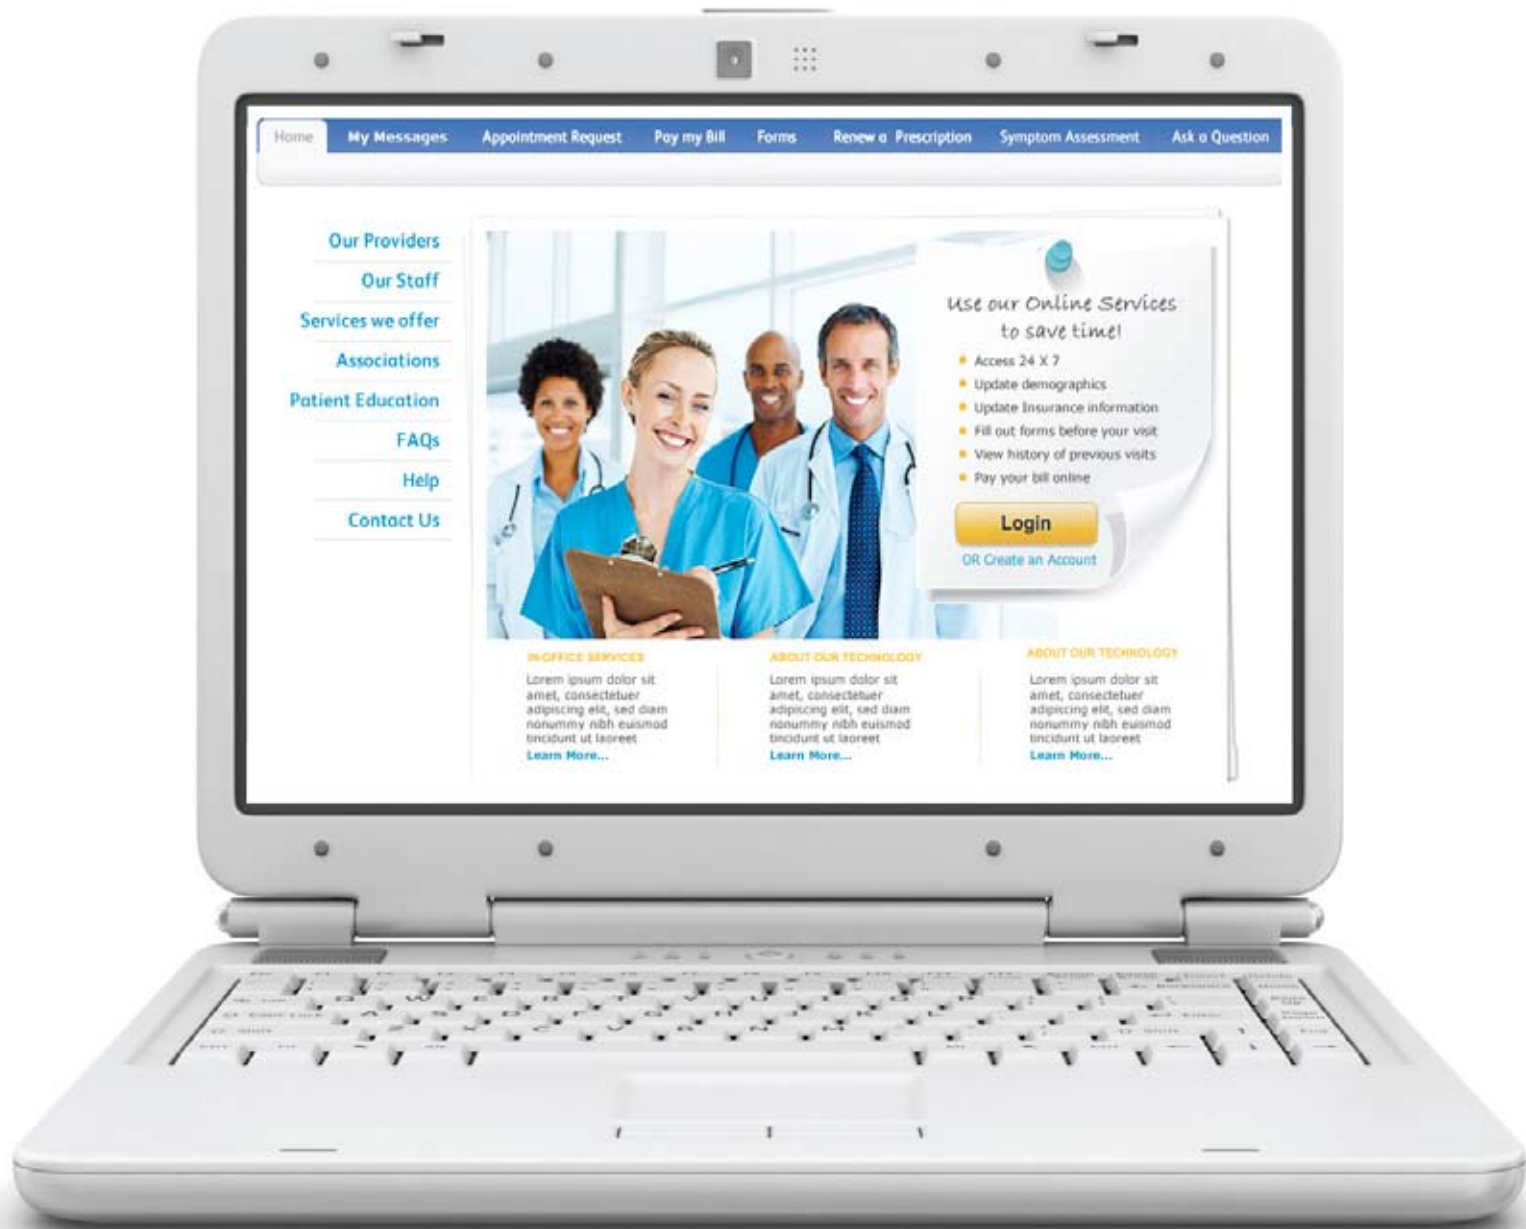 Home My Messages Appointment Request Pay my Bill Forms Renew a Prescription Symptom Assessment Ask a Question
Our Providers
Our Staff
Services we offer
Associations
Patient Education
FAQs
Help
Contact Us
Use our Online Services
to save time!
Access 24 X 7
Update demographics
Update Insurance information
Fill out forms before your visit
View history of previous visits
Pay your bill online
Login
OR Create an Account
IN-OFFICE SERVICES
Lorem ipsum dolor sit
amet, consectetuer
adipiscing elit, sed diam
nonummy nibh euismod
tincidunt ut laoreet
Learn More...
ABOUT OUR TECHNOLOGY
Lorem ipsum dolor sit
amet, consectetuer
adipiscing elit, sed diam
nonummy nibh euismod
tincidunt ut laoreet
Learn More...
ABOUT OUR TECHNOLOGY
Lorem ipsum dolor sit
amet, consectetuer
adipiscing elit, sed diam
nonummy nibh euismod
tincidunt ut laoreet
Learn More...